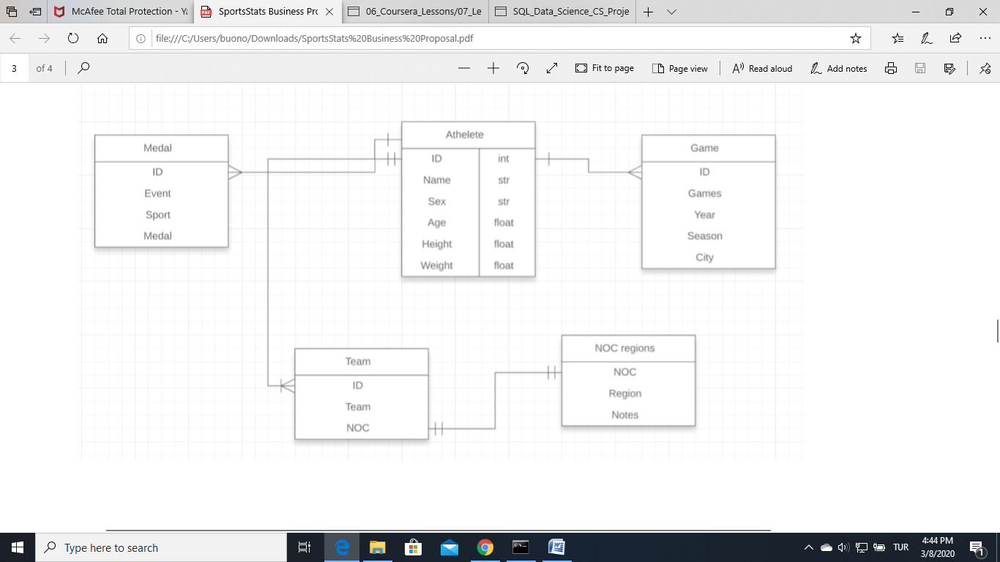 McAfee Total Protection - Ya
SportsStats Business Pro
06_Coursera_Lessons/07_Le
SQL_Data_Science_CS_Proje
file:///C:/Users/buono/Downloads/SportsStats%20Business%20Proposal.pdf
3 of 4
Fit to page
Page view
Read aloud
Add notes
Medal
ID
Event
Sport
Medal
Athelete
ID int
Name str
Sex str
Age float
Height float
Weight float
Game
ID
Games
Year
Season
City
Team
ID
Team
NOC
NOC regions
NOC
Region
Notes
Type here to search
TUR
4:44 PM
3/8/2020
1